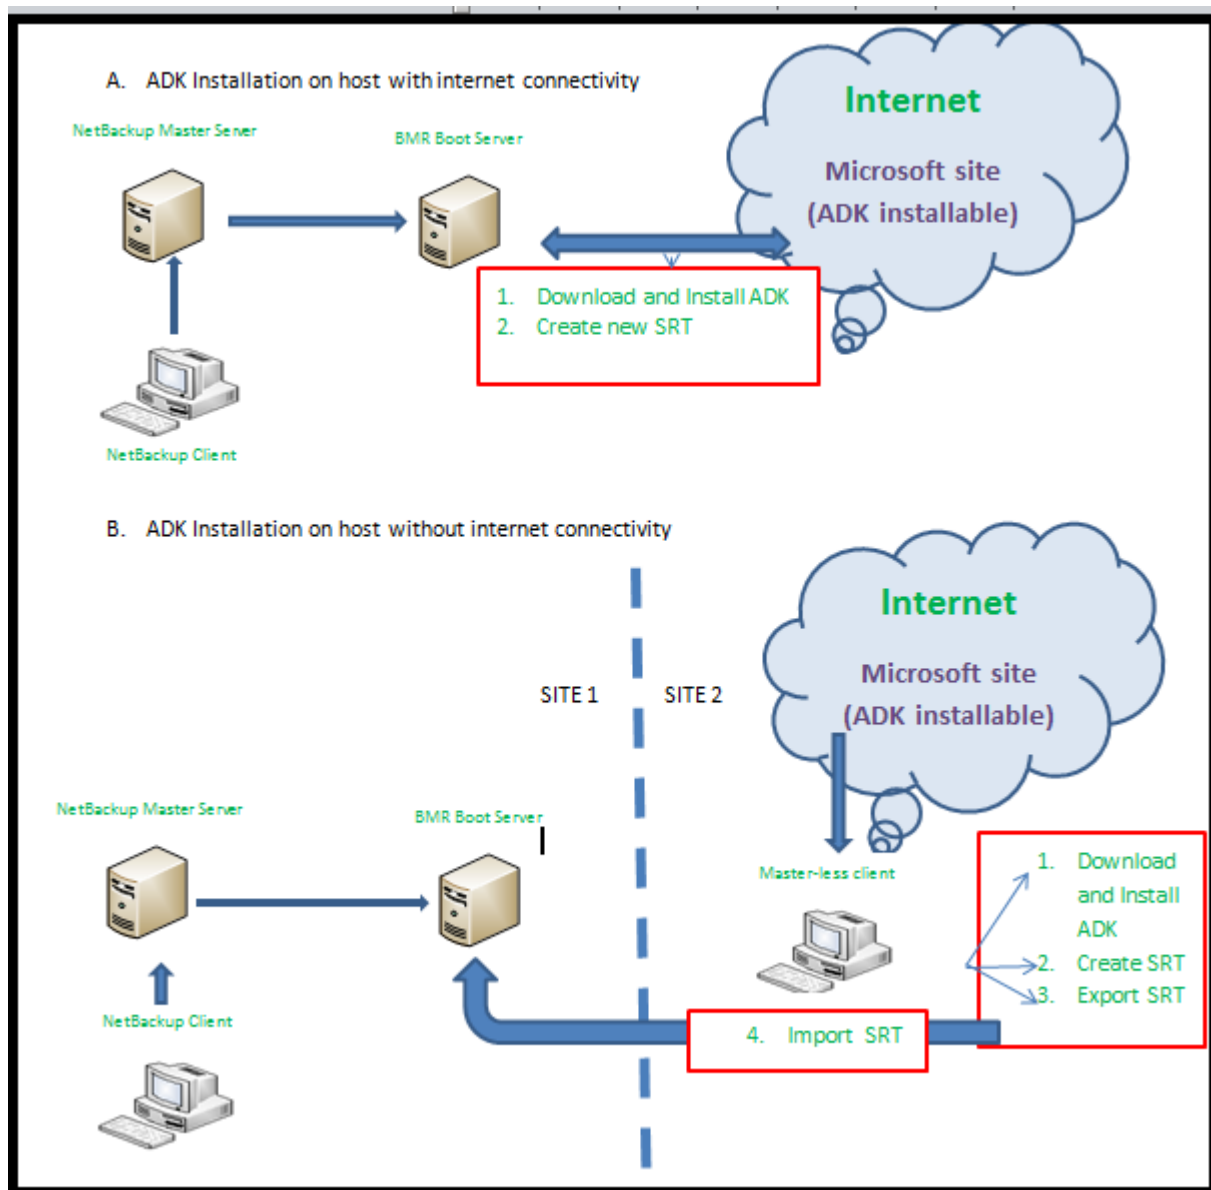 A. ADK Installation on host with internet connectivity
NetBackup Master Server
BMR Boot Server
Internet
Microsoft site
(ADK installable)
1. Download and Install ADK
2. Create new SRT
NetBackup Client
B. ADK Installation on host without internet connectivity
Internet
Microsoft site
(ADK installable)
SITE 1
SITE 2
NetBackup Master Server
BMR Boot Server
Master-less client
1. Download
and Install
ADK
2. Create SRT
3. Export SRT
NetBackup Client
4. Import SRT